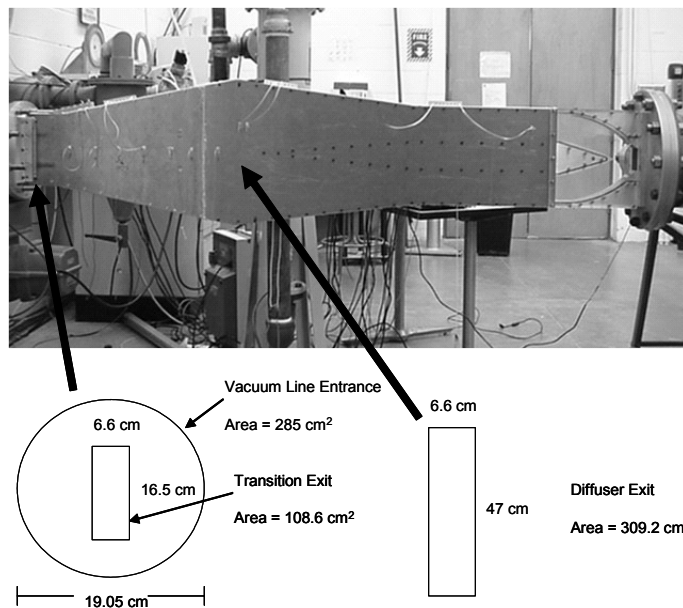 FIRE
Vacuum Line Entrance
6.6 cm
Area = 285 cm²
16.5 cm
Transition Exit
Area = 108.6 cm²
19.05 cm
6.6 cm
47 cm
Diffuser Exit
Area = 309.2 cm